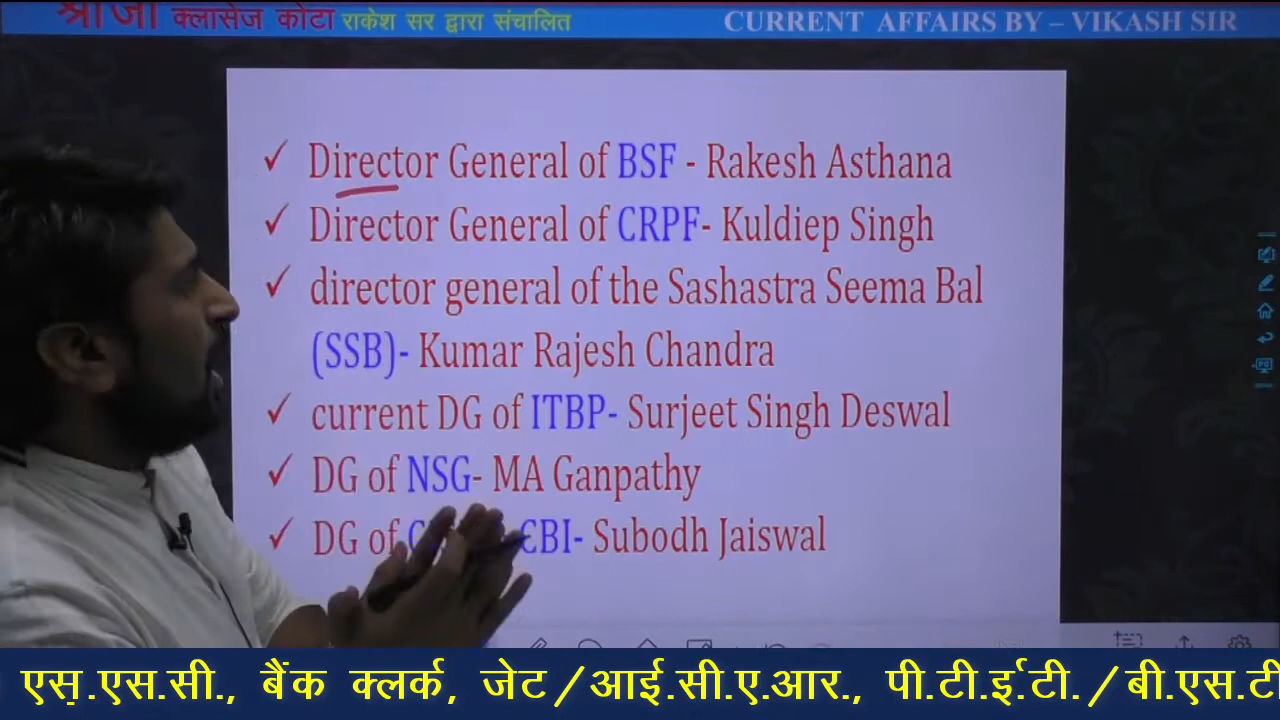 श्रीजी क्लासेज कोटा राकेश सर द्वारा संचालित CURRENT AFFAIRS BY – VIKASH SIR
✓ Director General of BSF - Rakesh Asthana
✓ Director General of CRPF- Kuldiep Singh
✓ director general of the Sashastra Seema Bal
(SSB)- Kumar Rajesh Chandra
✓ current DG of ITBP- Surjeet Singh Deswal
✓ DG of NSG- MA Ganpathy
✓ DG of CBI- Subodh Jaiswal
एस.एस.सी., बैंक क्लर्क, जेट/आई.सी.ए.आर., पी.टी.ई.टी./बी.एस.टी